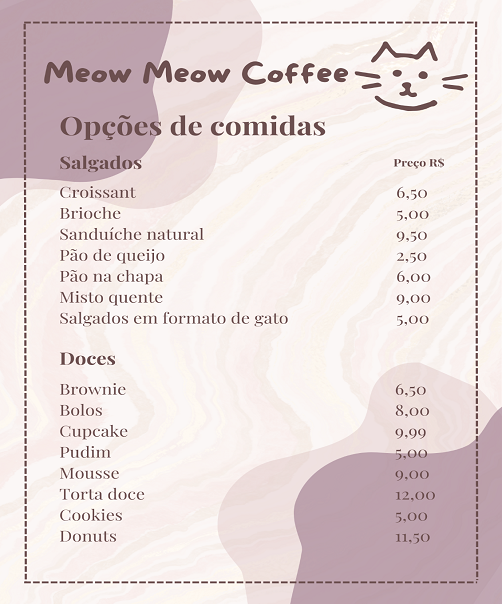 Meow Meow Coffee
Opções de comidas
Salgados Preço R$
Croissant 6,50
Brioche 5,00
Sanduíche natural 9,50
Pão de queijo 2,50
Pão na chapa 6,00
Misto quente 9,00
Salgados em formato de gato 5,00
Doces
Brownie 6,50
Bolos 8,00
Cupcake 9,99
Pudim 5,00
Mousse 9,00
Torta doce 12,00
Cookies 5,00
Donuts 11,50